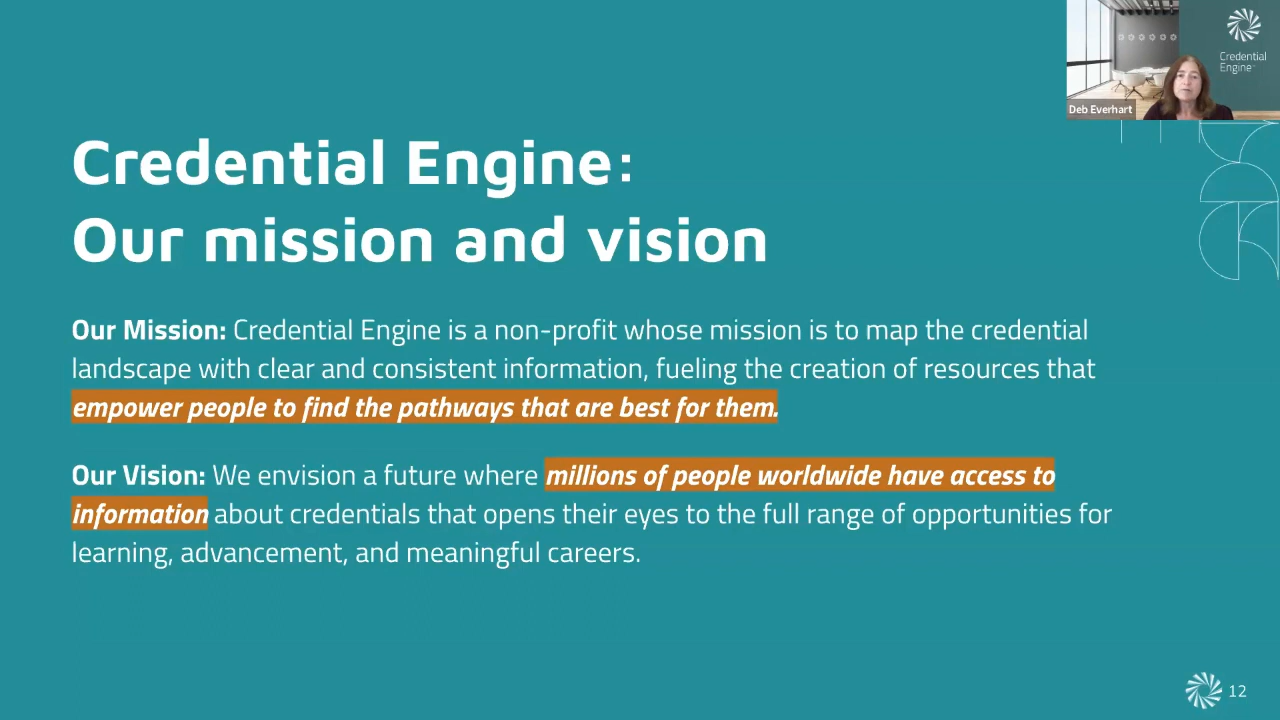 Credential
Engine
Deb Everhart
Credential Engine:
Our mission and vision
Our Mission: Credential Engine is a non-profit whose mission is to map the credential
landscape with clear and consistent information, fueling the creation of resources that
empower people to find the pathways that are best for them.
Our Vision: We envision a future where millions of people worldwide have access to
information about credentials that opens their eyes to the full range of opportunities for
learning, advancement, and meaningful careers.
12